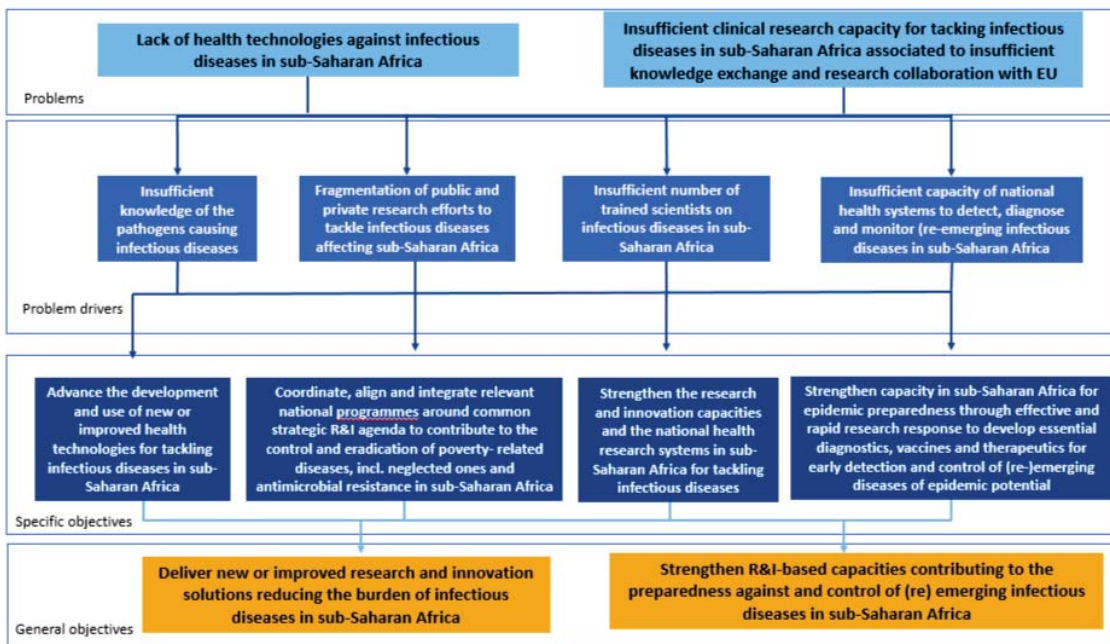 Lack of health technologies against infectious
diseases in sub-Saharan Africa
Insufficient clinical research capacity for tacking infectious
diseases in sub-Saharan Africa associated to insufficient
knowledge exchange and research collaboration with EU
Problems
Insufficient
knowledge of the
pathogens causing
infectious diseases
Fragmentation of public and
private research efforts to
tackle infectious diseases
affecting sub-Saharan Africa
Insufficient number of
trained scientists on
infectious diseases in sub-
Saharan Africa
Insufficient capacity of national
health systems to detect, diagnose
and monitor (re-emerging infectious
diseases in sub-Saharan Africa
Problem drivers
Advance the development
and use of new or
improved health
technologies for tackling
infectious diseases in sub-
Saharan Africa
Coordinate, align and integrate relevant
national programmes around common
strategic R&I agenda to contribute to the
control and eradication of poverty- related
diseases, incl. neglected ones and
antimicrobial resistance in sub-Saharan Africa
Strengthen the research
and innovation capacities
and the national health
research systems in sub-
Saharan Africa for tackling
infectious diseases
Strengthen capacity in sub-Saharan Africa for
epidemic preparedness through effective and
rapid research response to develop essential
diagnostics, vaccines and therapeutics for
early detection and control of (re-)emerging
diseases of epidemic potential
Specific objectives
Deliver new or improved research and innovation
solutions reducing the burden of infectious
diseases in sub-Saharan Africa
Strengthen R&I-based capacities contributing to the
preparedness against and control of (re) emerging infectious
diseases in sub-Saharan Africa
General objectives